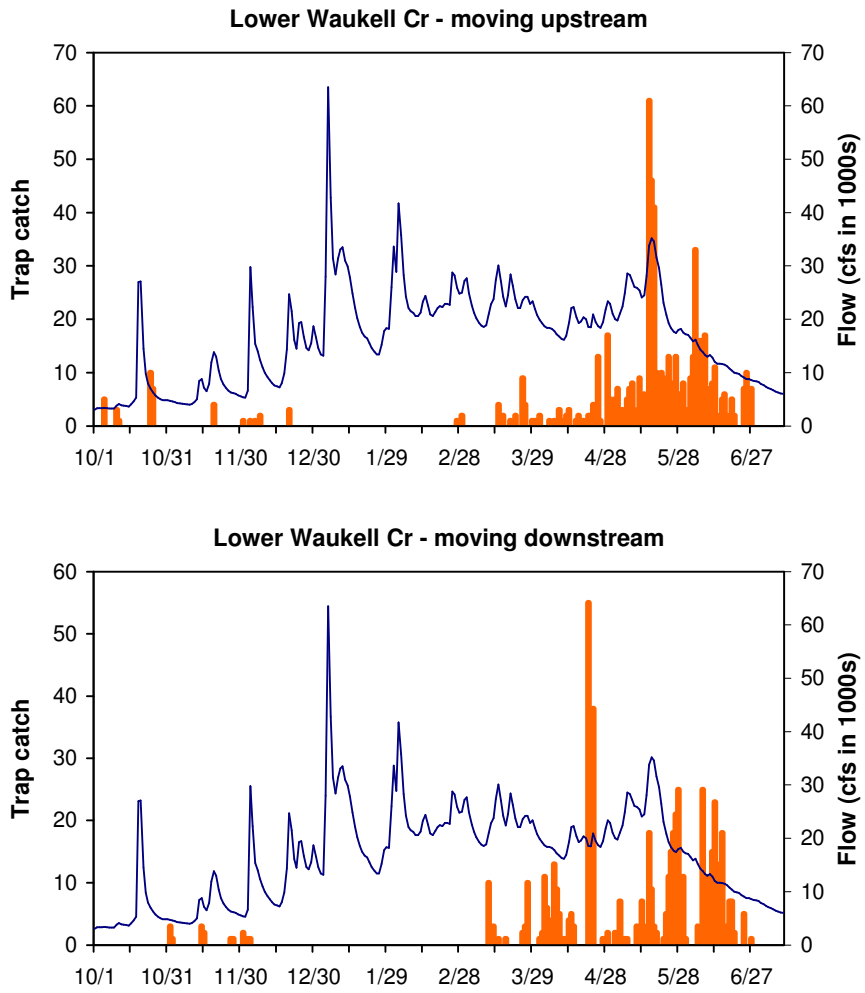 Lower Waukell Cr - moving upstream
70 70
60 60
50 50
40 40
30 30
20 20
10 10
0 0
Trap catch
Flow (cfs in 1000s)
10/1 10/31 11/30 12/30 1/29 2/28 3/29 4/28 5/28 6/27
Lower Waukell Cr - moving downstream
60 70
50 60
40 50
30 40
20 30
10 20
0 10
0
Trap catch
Flow (cfs in 1000s)
10/1 10/31 11/30 12/30 1/29 2/28 3/29 4/28 5/28 6/27